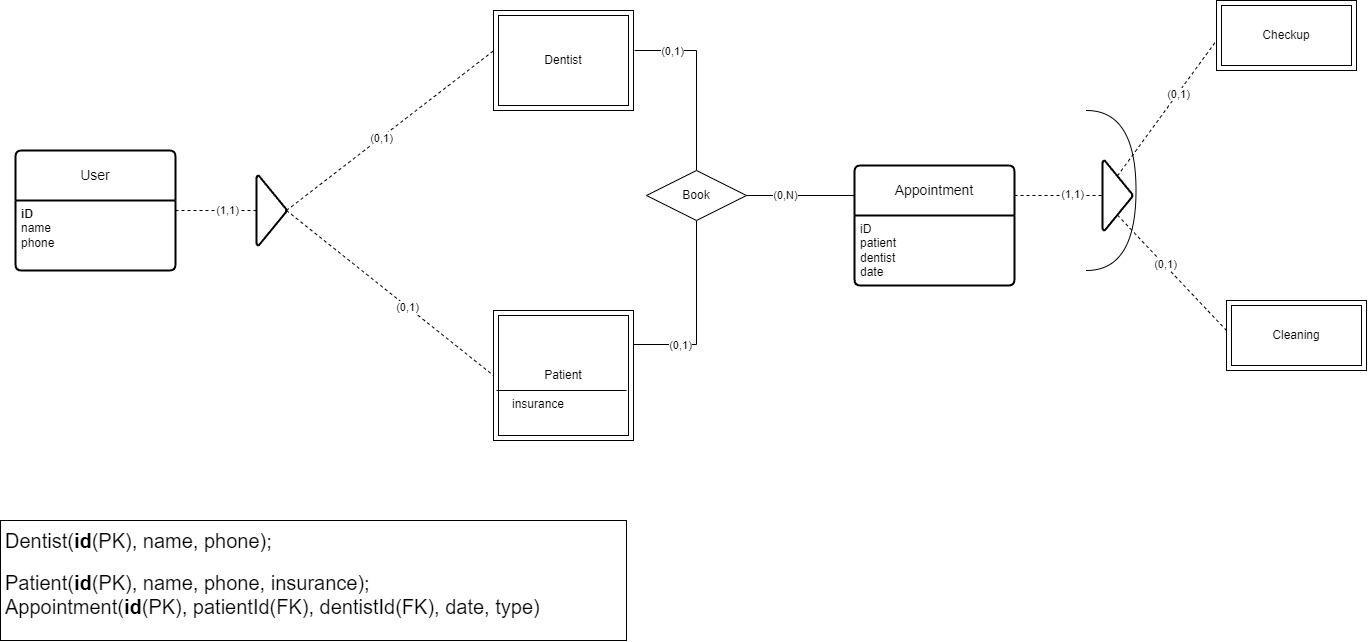 Checkup
Dentist
(0,1)
(0,1)
(0,1)
User
iD
name
phone
(1,1)
Book
(0,N)
Appointment
iD
patient
dentist
date
(1,1)
(0,1)
(0,1)
(0,1)
Cleaning
Patient
insurance
Dentist(id(PK), name, phone);
Patient(id(PK), name, phone, insurance);
Appointment(id(PK), patientId(FK), dentistId(FK), date, type)